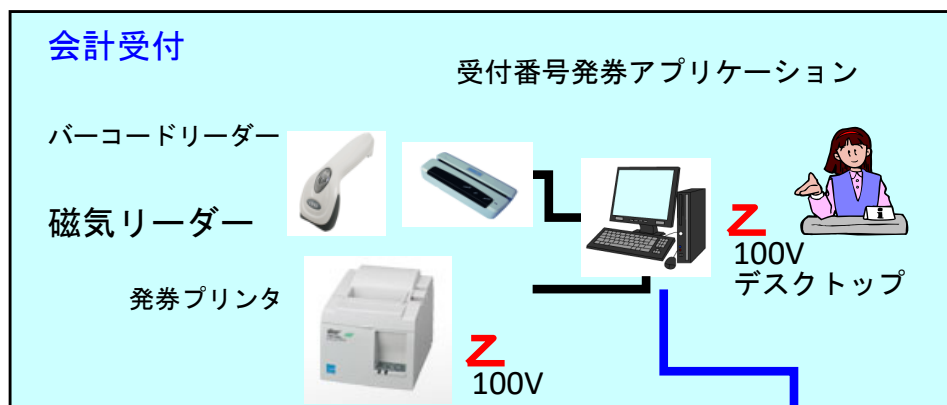 会計受付
受付番号発券アプリケーション
バーコードリーダー
磁気リーダー
100V
デスクトップ
発券プリンタ
100V